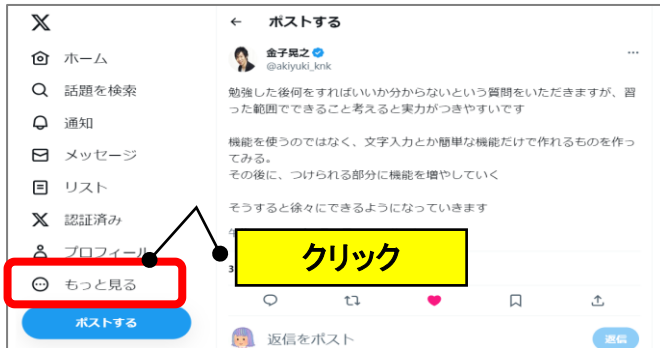 X
ホーム
話題を検索
通知
メッセージ
リスト
認証済み
プロフィール
もっと見る
ポストする
← ポストする
金子晃之
@akiyuki_knk
勉強した後何をすればいいか分からないという質問をいただきますが、習
った範囲でできること考えると実力がつきやすいです
機能を使うのではなく、文字入力とか簡単な機能だけで作れるものを作っ
てみる。
その後に、つけられる部分に機能を増やしていく
そうすると徐々にできるようになっていきます
クリック
返信をポスト
返信